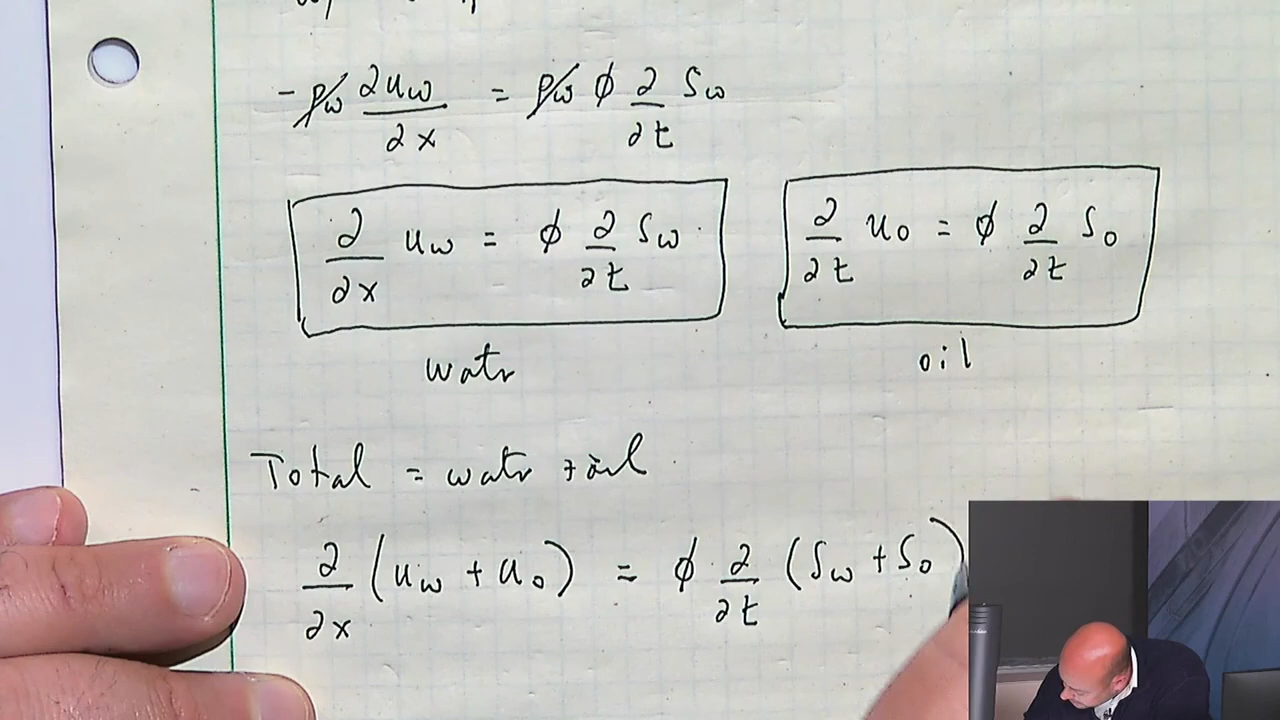 -ρw ∂uw/∂x = ρw ϕ ∂/∂t Sw
∂/∂x uw = ϕ ∂/∂t Sw
∂/∂t uo = ϕ ∂/∂t So
watr
oil
Total = watr + oil
∂/∂x (uw + uo) = ϕ ∂/∂t (Sw + So)